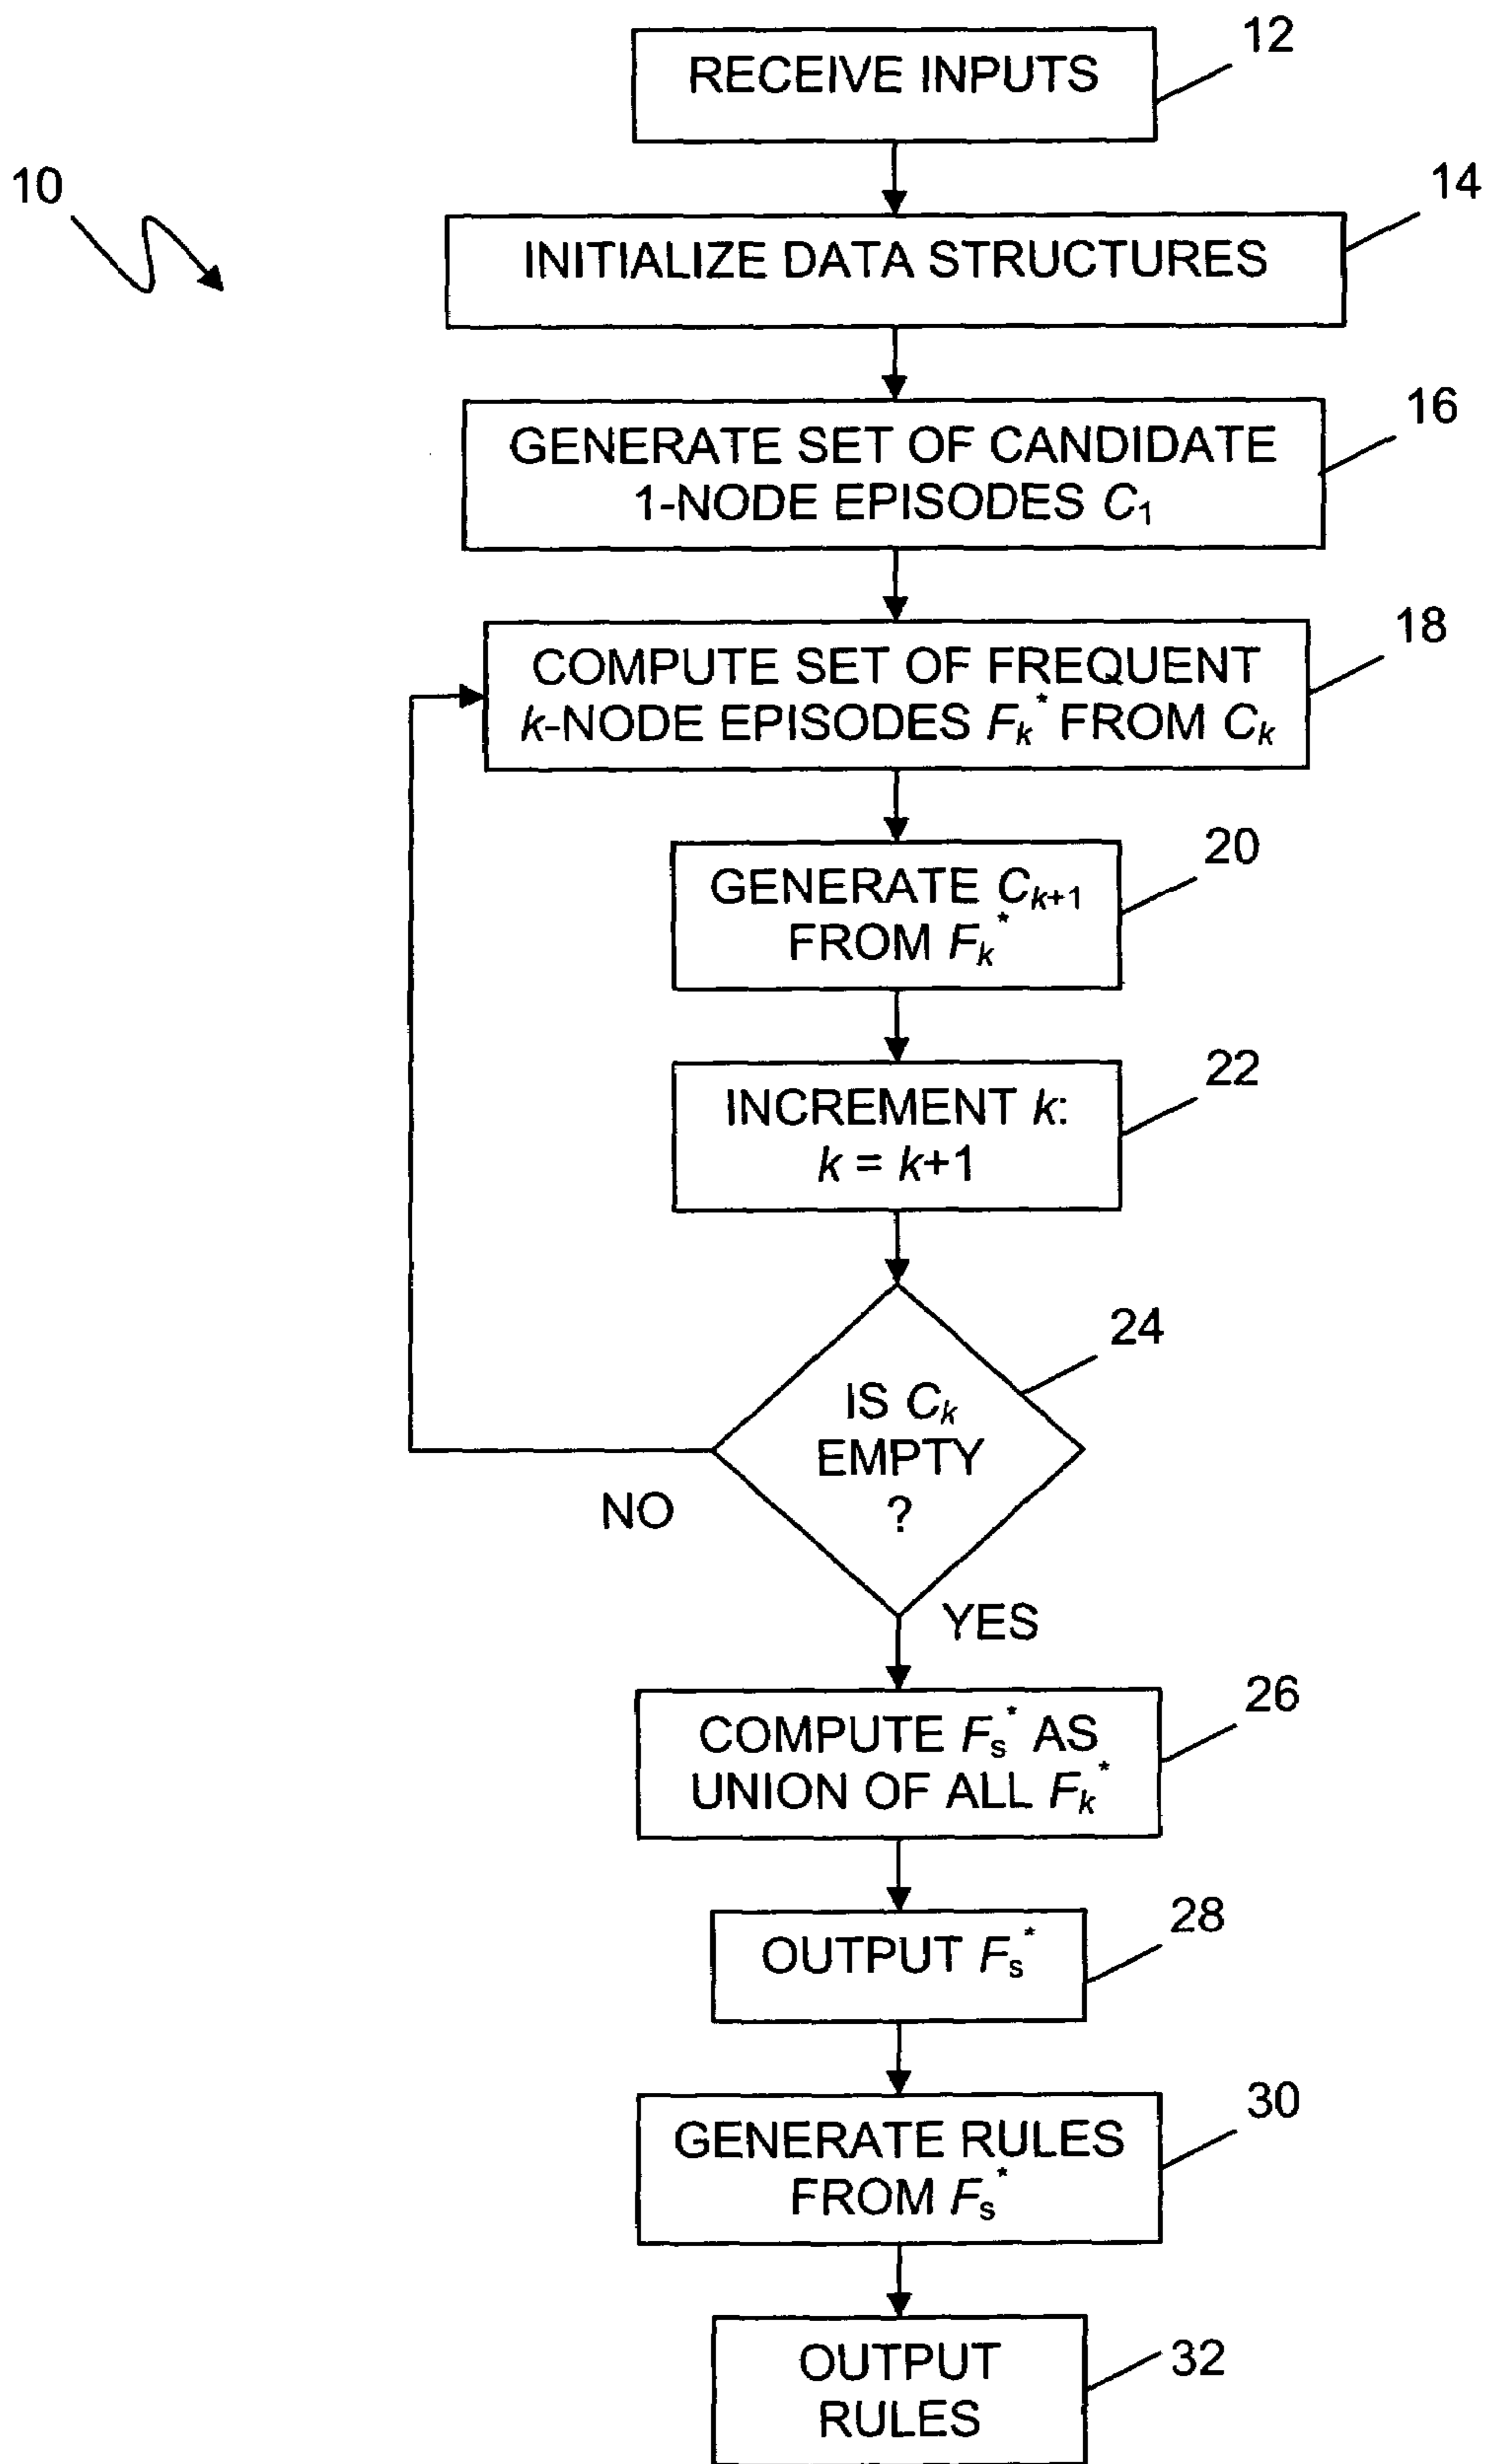 RECEIVE INPUTS
12
10
INITIALIZE DATA STRUCTURES
14
GENERATE SET OF CANDIDATE
1-NODE EPISODES C₁
16
COMPUTE SET OF FREQUENT
k-NODE EPISODES Fₖ* FROM Cₖ
18
GENERATE Cₖ₊₁
FROM Fₖ*
20
INCREMENT k:
k = k+1
22
IS Cₖ
EMPTY
?
24
NO
YES
COMPUTE Fₛ* AS
UNION OF ALL Fₖ*
26
OUTPUT Fₛ*
28
GENERATE RULES
FROM Fₛ*
30
OUTPUT
RULES
32